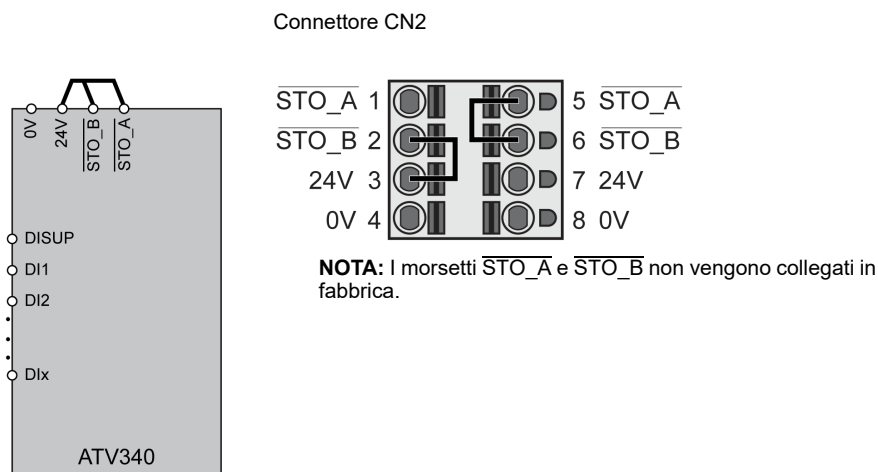 Connettore CN2
0V
24V
STO_B
STO_A
DISUP
DI1
DI2
DIx
ATV340
STO_A 1
5 STO_A
STO_B 2
6 STO_B
24V 3
7 24V
0V 4
8 0V
NOTA: I morsetti STO_A e STO_B non vengono collegati in
fabbrica.